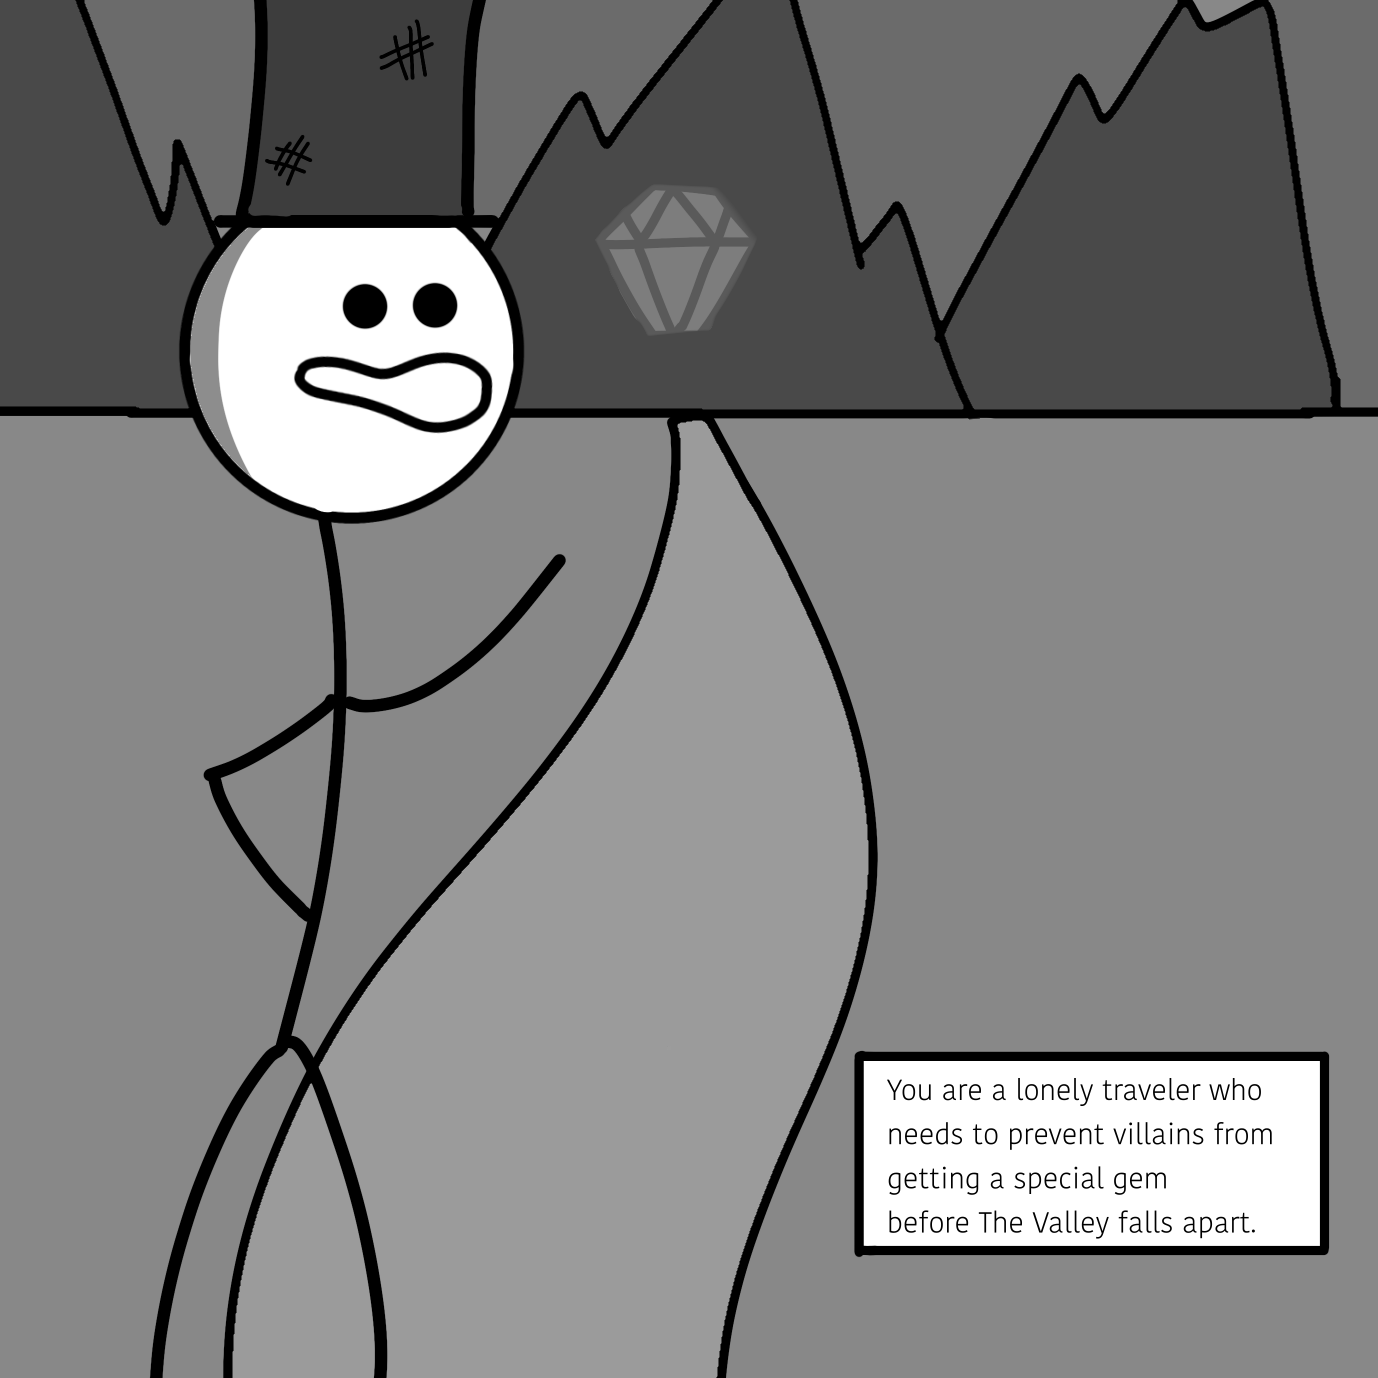 You are a lonely traveler who
needs to prevent villains from
getting a special gem
before The Valley falls apart.